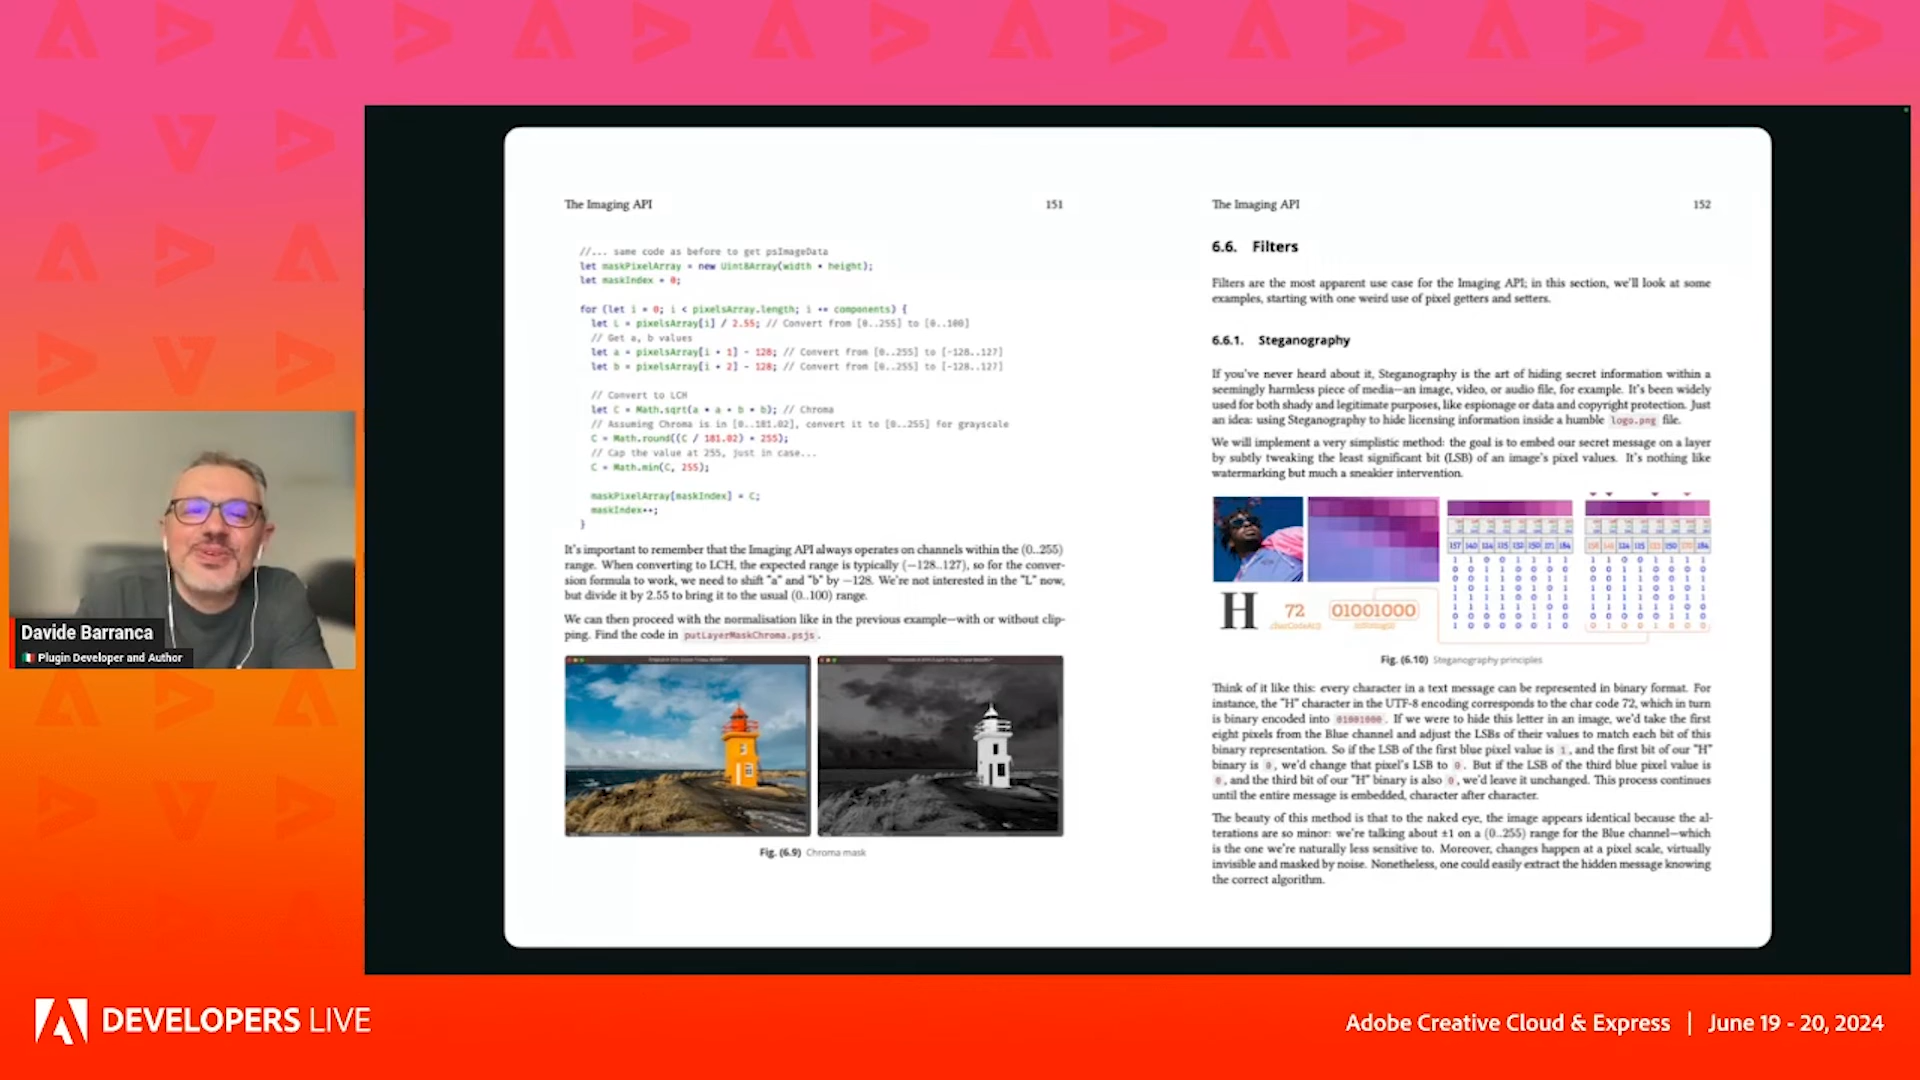 The Imaging API 151
//... same code as before to get psImageData
let maskPixelArray = new Uint8Array(width * height);
let maskIndex = 0;
for (let i = 0; i < pixelsArray.length; i += components) {
let L = pixelsArray[i] / 2.55; // Convert from [0..255] to [0..100]
// Get a, b values
let a = pixelsArray[i + 1] - 128; // Convert from [0..255] to [-128..127]
let b = pixelsArray[i + 2] - 128; // Convert from [0..255] to [-128..127]
// Convert to LCH
let C = Math.sqrt(a * a + b * b); // Chroma
// Assuming Chroma is in [0..181.02], convert it to [0..255] for grayscale
C = Math.round((C / 181.02) * 255);
// Cap the value at 255, just in case...
C = Math.min(C, 255);
maskPixelArray[maskIndex] = C;
maskIndex++;
}
It's important to remember that the Imaging API always operates on channels within the (0..255)
range. When converting to LCH, the expected range is typically (−128..127), so for the conver-
sion formula to work, we need to shift "a" and "b" by −128. We're not interested in the "L" now,
but divide it by 2.55 to bring it to the usual (0..100) range.
We can then proceed with the normalisation like in the previous example—with or without clip-
ping. Find the code in putLayerMaskChroma.psjs.
Fig. (6.9) Chroma mask
The Imaging API 152
6.6. Filters
Filters are the most apparent use case for the Imaging API; in this section, we'll look at some
examples, starting with one weird use of pixel getters and setters.
6.6.1. Steganography
If you've never heard about it, Steganography is the art of hiding secret information within a
seemingly harmless piece of media—an image, video, or audio file, for example. It's been widely
used for both shady and legitimate purposes, like espionage or data and copyright protection. Just
an idea: using Steganography to hide licensing information inside a humble logo.png file.
We will implement a very simplistic method: the goal is to embed our secret message on a layer
by subtly tweaking the least significant bit (LSB) of an image's pixel values. It's nothing like
watermarking but much a sneakier intervention.
157 140 124 115 132 150 171 184
H 72 01001000
Fig. (6.10) Steganography principles
Think of it like this: every character in a text message can be represented in binary format. For
instance, the "H" character in the UTF-8 encoding corresponds to the char code 72, which in turn
is binary encoded into 01001000. If we were to hide this letter in an image, we'd take the first
eight pixels from the Blue channel and adjust the LSBs of their values to match each bit of this
binary representation. So if the LSB of the first blue pixel value is 1, and the first bit of our "H"
binary is 0, we'd change that pixel's LSB to 0. But if the LSB of the third blue pixel value is
0, and the third bit of our "H" binary is also 0, we'd leave it unchanged. This process continues
until the entire message is embedded, character after character.
The beauty of this method is that to the naked eye, the image appears identical because the al-
terations are so minor: we're talking about ±1 on a (0..255) range for the Blue channel—which
is the one we're naturally less sensitive to. Moreover, changes happen at a pixel scale, virtually
invisible and masked by noise. Nonetheless, one could easily extract the hidden message knowing
the correct algorithm.
Davide Barranca
Plugin Developer and Author
DEVELOPERS LIVE
Adobe Creative Cloud & Express | June 19 - 20, 2024